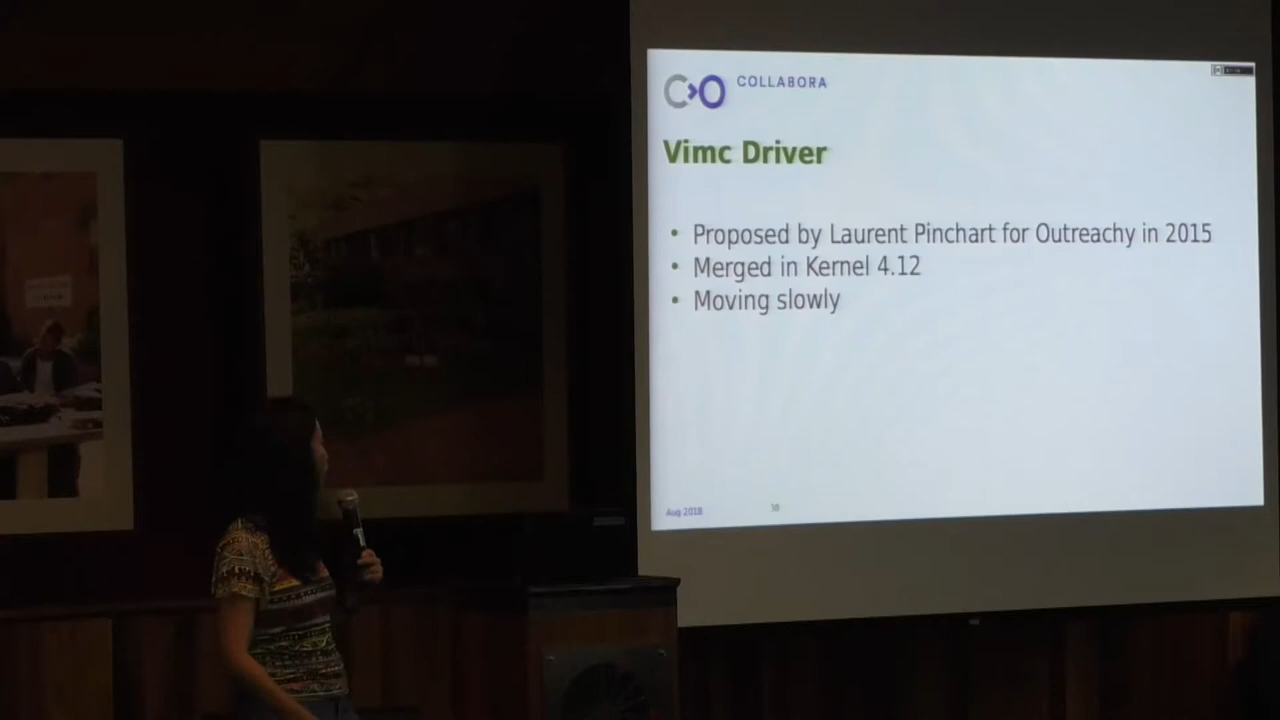 COLLABORA
Vimc Driver
• Proposed by Laurent Pinchart for Outreachy in 2015
• Merged in Kernel 4.12
• Moving slowly
Aug 2018